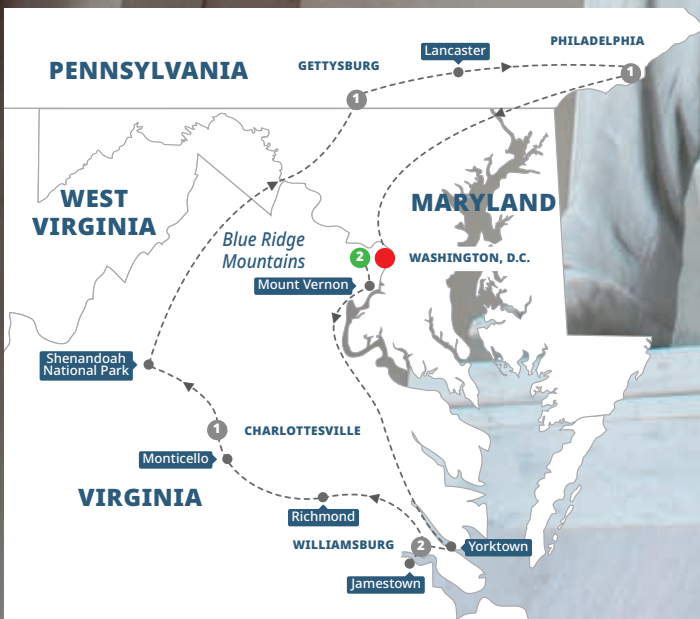 PHILADELPHIA
Lancaster
GETTYSBURG
PENNSYLVANIA
1
1
WEST
VIRGINIA
MARYLAND
Blue Ridge
Mountains
2
WASHINGTON, D.C.
Mount Vernon
Shenandoah
National Park
1
CHARLOTTESVILLE
Monticello
VIRGINIA
Richmond
WILLIAMSBURG
2
Yorktown
Jamestown